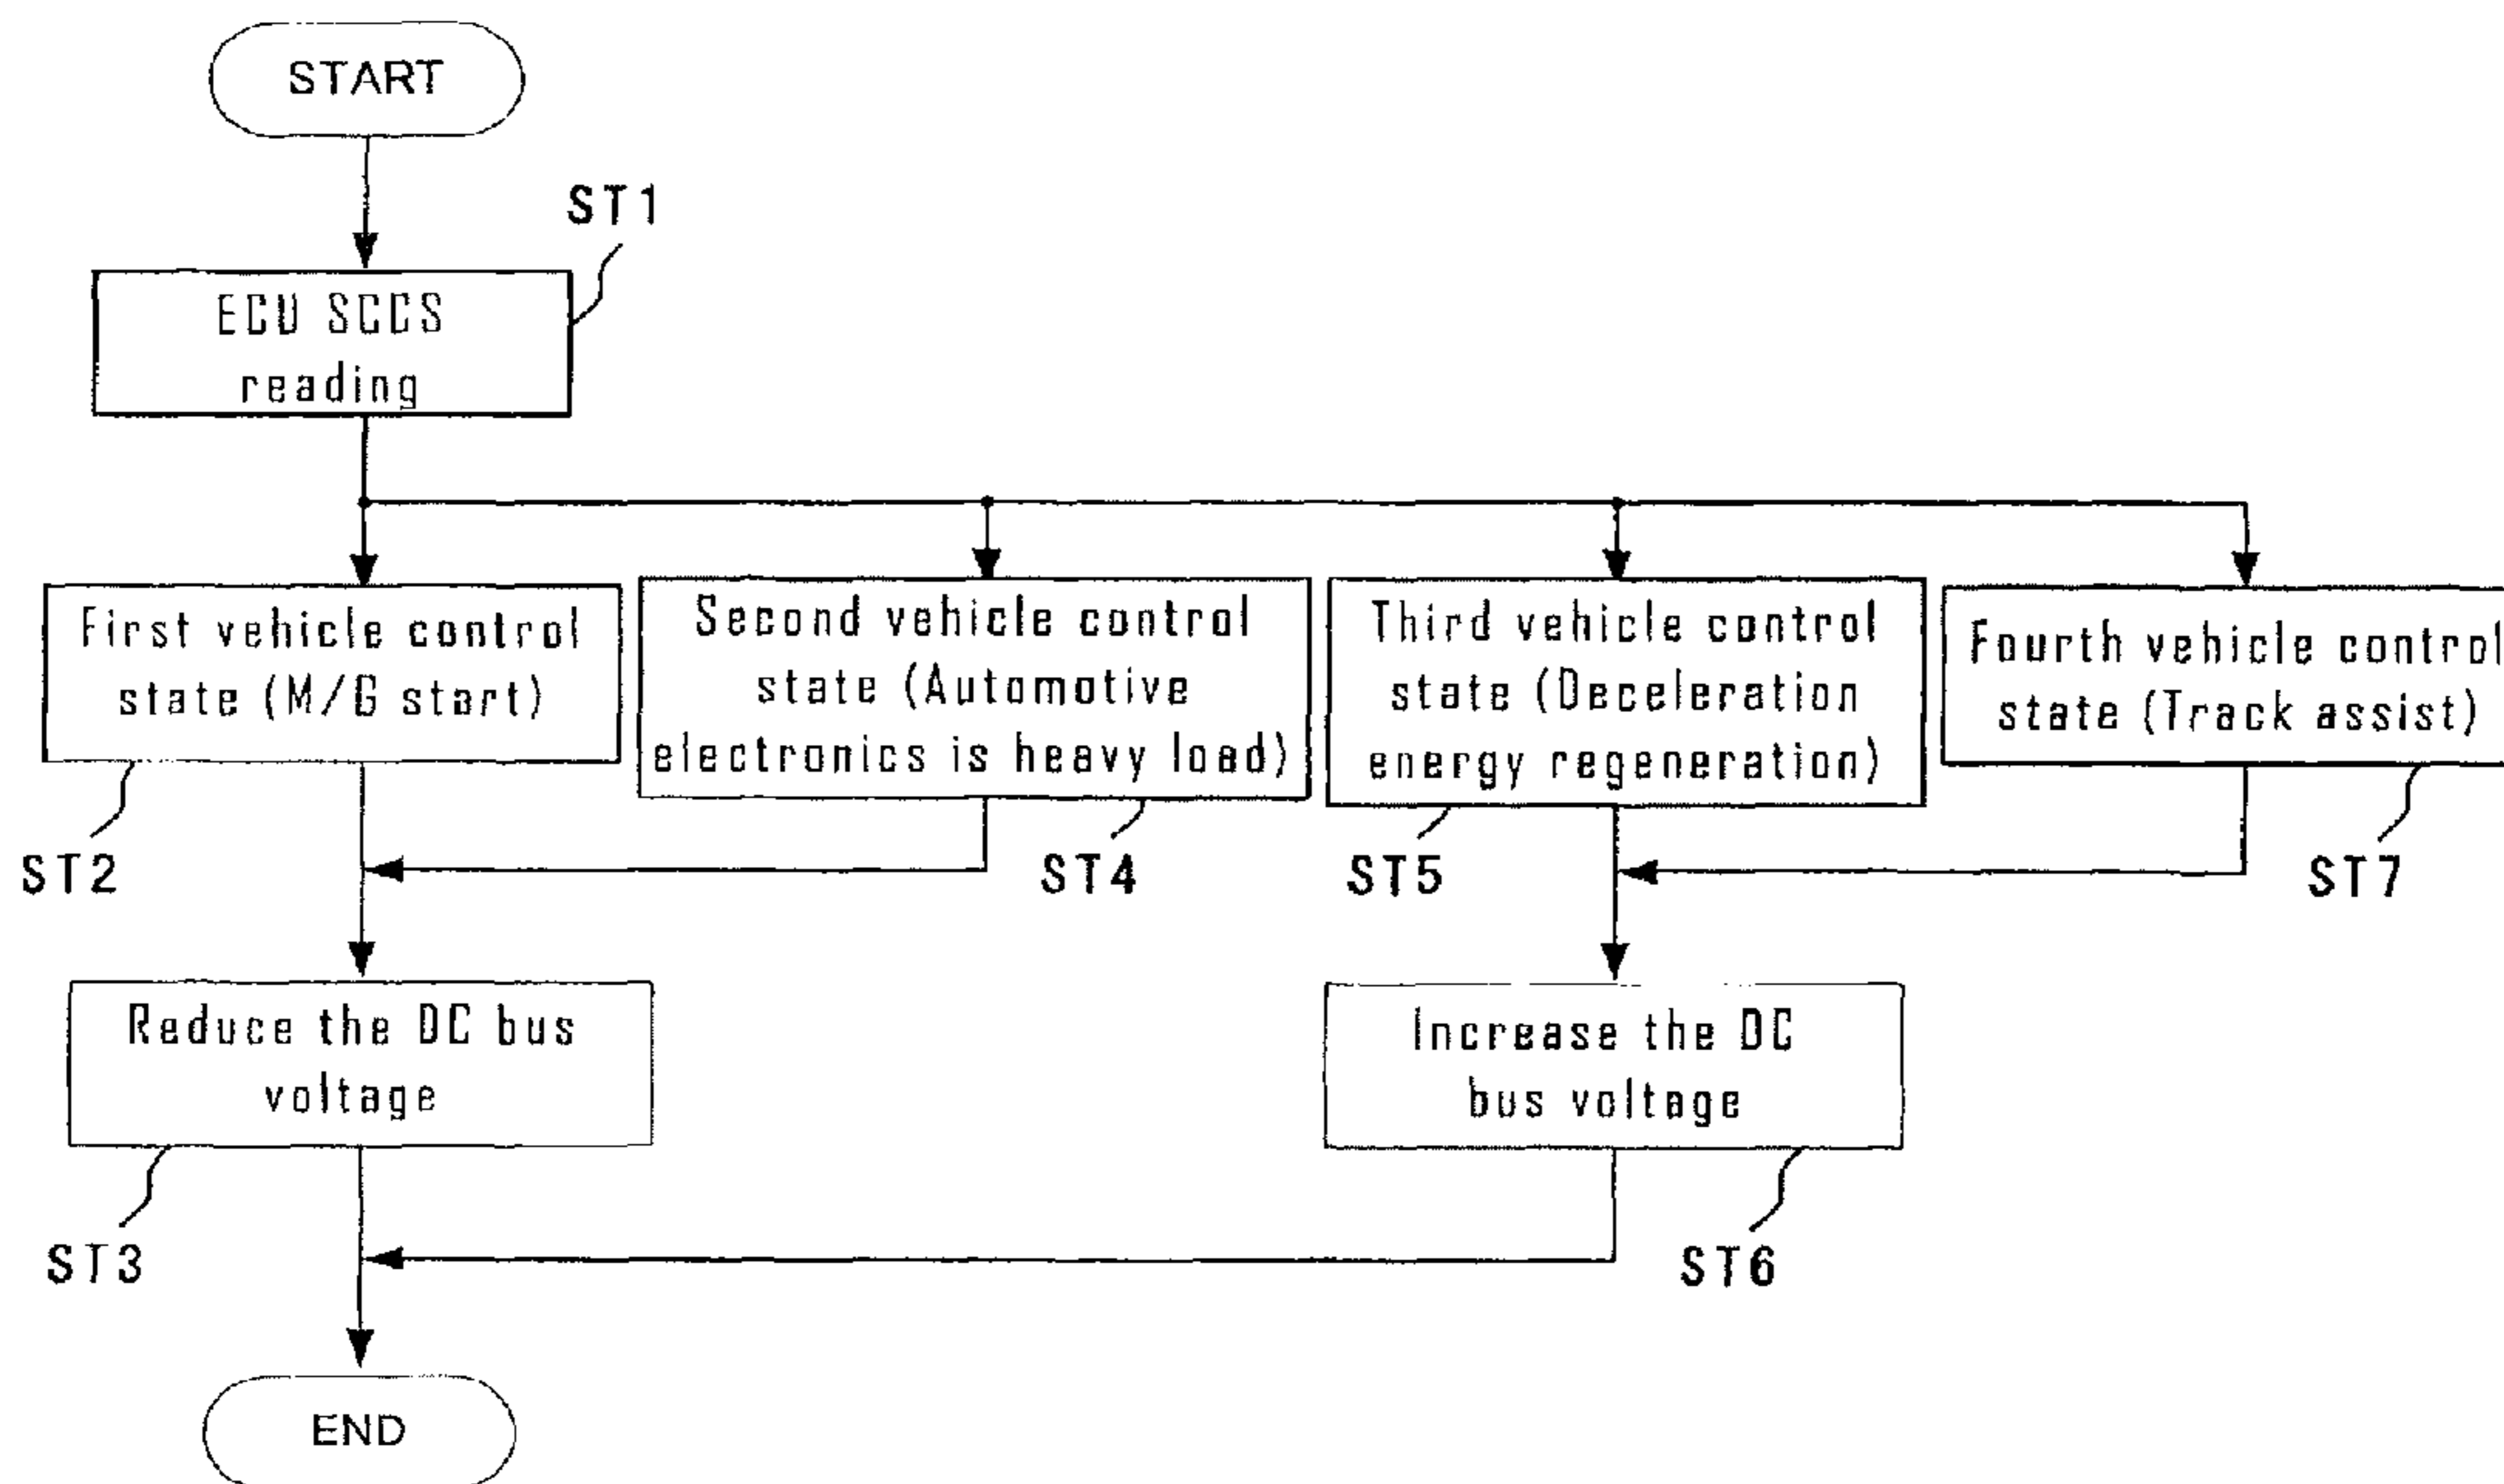 START
ST1
ECU SCCS
reading
First vehicle control
state (M/G start)
Second vehicle control
state (Automotive
electronics is heavy load)
Third vehicle control
state (Deceleration
energy regeneration)
Fourth vehicle control
state (Track assist)
ST2
ST4
ST5
ST7
Reduce the DC bus
voltage
Increase the DC
bus voltage
ST3
ST6
END